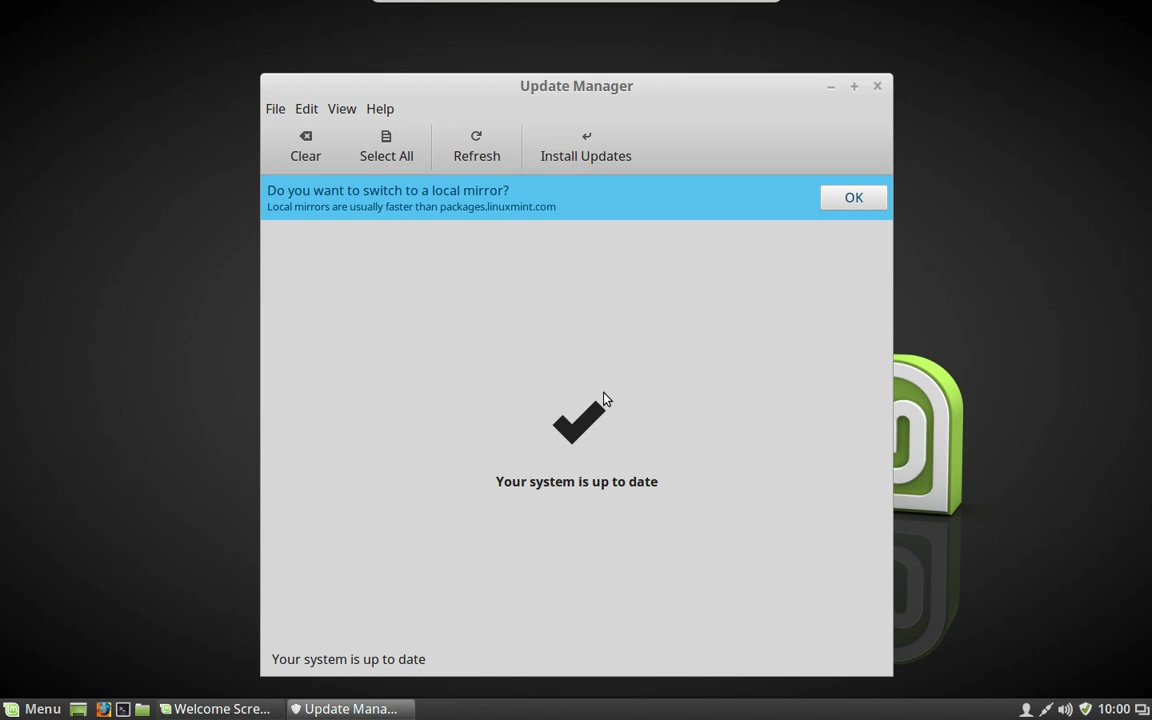 Update Manager
File Edit View Help
Clear Select All Refresh Install Updates
Do you want to switch to a local mirror?
Local mirrors are usually faster than packages.linuxmint.com
OK
Your system is up to date
Your system is up to date
Menu Welcome Scre... Update Mana... 10:00